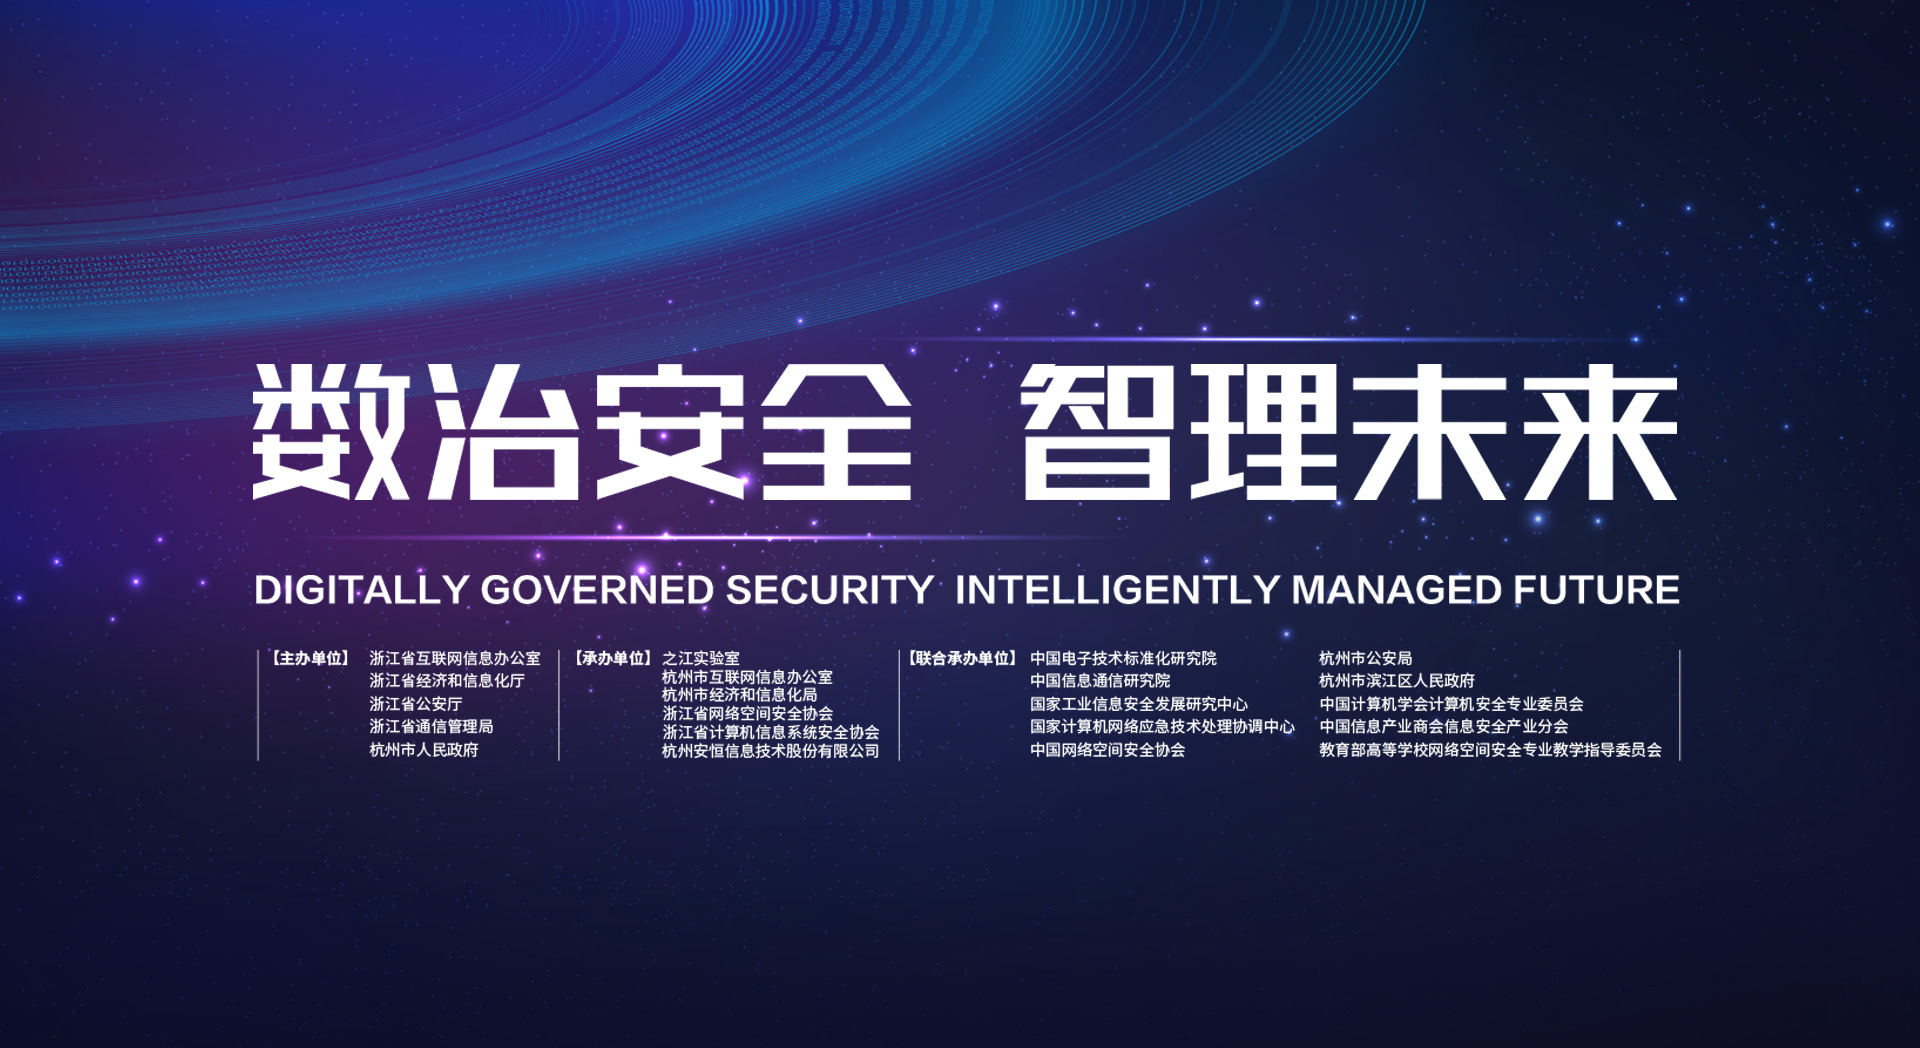 数治安全 智理未来
DIGITALLY GOVERNED SECURITY INTELLIGENTLY MANAGED FUTURE
【主办单位】
浙江省互联网信息办公室
浙江省经济和信息化厅
浙江省公安厅
浙江省通信管理局
杭州市人民政府
【承办单位】
之江实验室
杭州市互联网信息办公室
杭州市经济和信息化局
浙江省网络空间安全协会
浙江省计算机信息系统安全协会
杭州安恒信息技术股份有限公司
【联合承办单位】
中国电子技术标准化研究院
中国信息通信研究院
国家工业信息安全发展研究中心
国家计算机网络应急技术处理协调中心
中国网络空间安全协会
杭州市公安局
杭州市滨江区人民政府
中国计算机学会计算机安全专业委员会
中国信息产业商会信息安全产业分会
教育部高等学校网络空间安全专业教学指导委员会